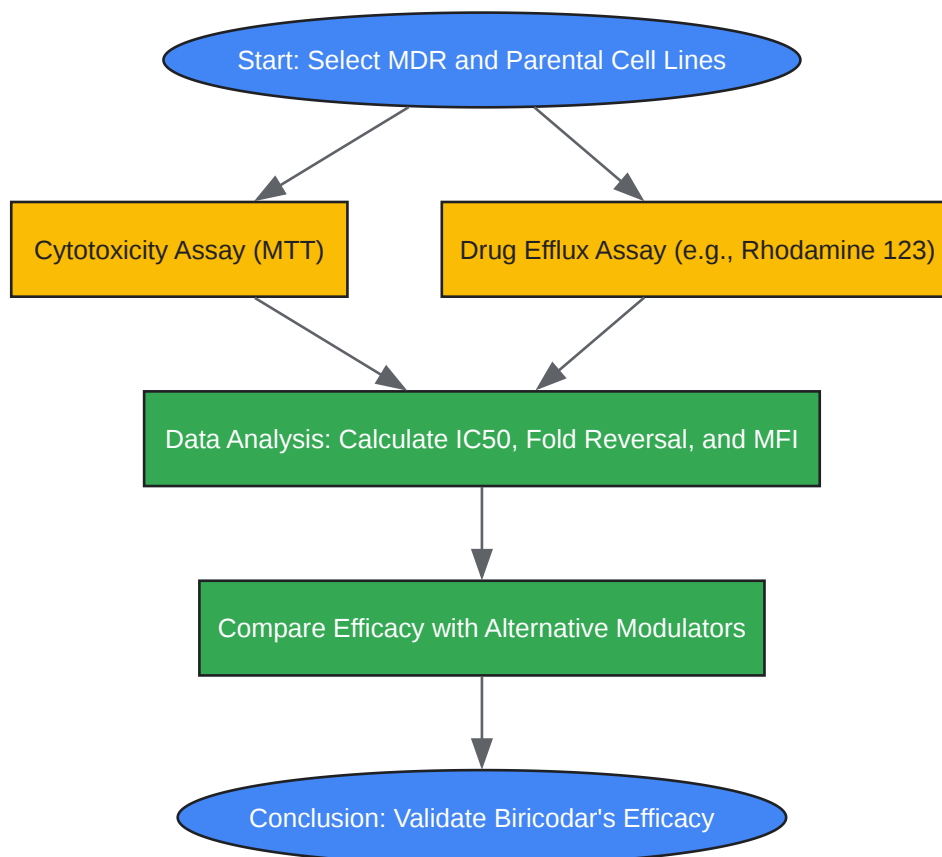 Start: Select MDR and Parental Cell Lines
Cytotoxicity Assay (MTT)
Drug Efflux Assay (e.g., Rhodamine 123)
Data Analysis: Calculate IC50, Fold Reversal, and MFI
Compare Efficacy with Alternative Modulators
Conclusion: Validate Biricodar's Efficacy